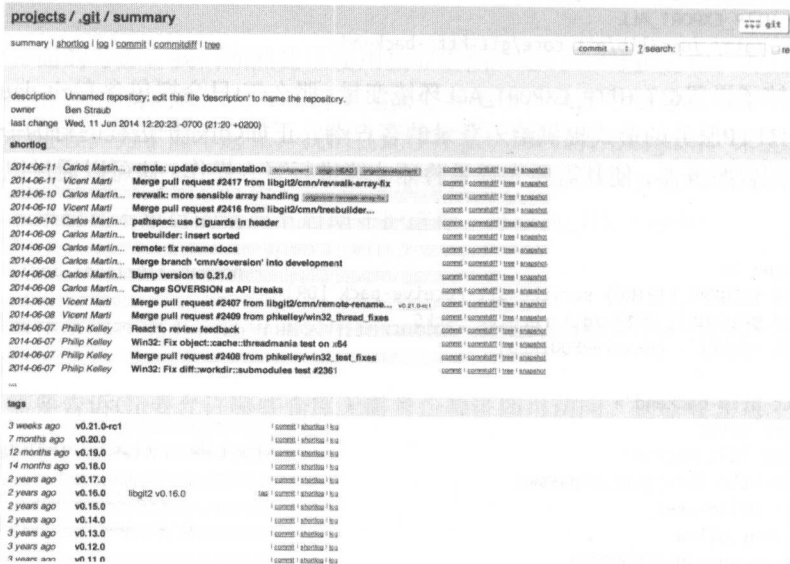 projects / .git / summary
git
summary | shortlog | log | commit | commitdiff | tree
commit ? search: re
description Unnamed repository; edit this file 'description' to name the repository.
owner Ben Straub
last change Wed, 11 Jun 2014 12:20:23 -0700 (21:20 +0200)
shortlog
2014-06-11 Carlos Martín... remote: update documentation development origin/HEAD origin/development commit | commitdiff | tree | snapshot
2014-06-11 Vicent Marti Merge pull request #2417 from libgit2/cmn/revwalk-array-fix commit | commitdiff | tree | snapshot
2014-06-10 Carlos Martín... revwalk: more sensible array handling origin/cmn/revwalk-array-fix commit | commitdiff | tree | snapshot
2014-06-10 Vicent Marti Merge pull request #2416 from libgit2/cmn/treebuilder... commit | commitdiff | tree | snapshot
2014-06-10 Carlos Martín... pathspec: use C guards in header commit | commitdiff | tree | snapshot
2014-06-09 Carlos Martín... treebuilder: insert sorted commit | commitdiff | tree | snapshot
2014-06-09 Carlos Martín... remote: fix rename docs commit | commitdiff | tree | snapshot
2014-06-08 Carlos Martín... Merge branch 'cmn/soversion' into development commit | commitdiff | tree | snapshot
2014-06-08 Carlos Martín... Bump version to 0.21.0 commit | commitdiff | tree | snapshot
2014-06-08 Carlos Martín... Change SOVERSION at API breaks commit | commitdiff | tree | snapshot
2014-06-08 Vicent Marti Merge pull request #2407 from libgit2/cmn/remote-rename... v0.21.0-rc1 commit | commitdiff | tree | snapshot
2014-06-08 Vicent Marti Merge pull request #2409 from phkelley/win32_thread_fixes commit | commitdiff | tree | snapshot
2014-06-07 Philip Kelley React to review feedback commit | commitdiff | tree | snapshot
2014-06-07 Philip Kelley Win32: Fix object::cache::threadmania test on x64 commit | commitdiff | tree | snapshot
2014-06-07 Philip Kelley Merge pull request #2408 from phkelley/win32_test_fixes commit | commitdiff | tree | snapshot
2014-06-07 Philip Kelley Win32: Fix diff::workdir::submodules test #2361 commit | commitdiff | tree | snapshot
...
tags
3 weeks ago v0.21.0-rc1 | commit | shortlog | log
7 months ago v0.20.0 | commit | shortlog | log
12 months ago v0.19.0 | commit | shortlog | log
14 months ago v0.18.0 | commit | shortlog | log
2 years ago v0.17.0 | commit | shortlog | log
2 years ago v0.16.0 libgit2 v0.16.0 tag | commit | shortlog | log
2 years ago v0.15.0 | commit | shortlog | log
2 years ago v0.14.0 | commit | shortlog | log
3 years ago v0.13.0 | commit | shortlog | log
3 years ago v0.12.0 | commit | shortlog | log
3 years ago v0.11.0 | commit | shortlog | log